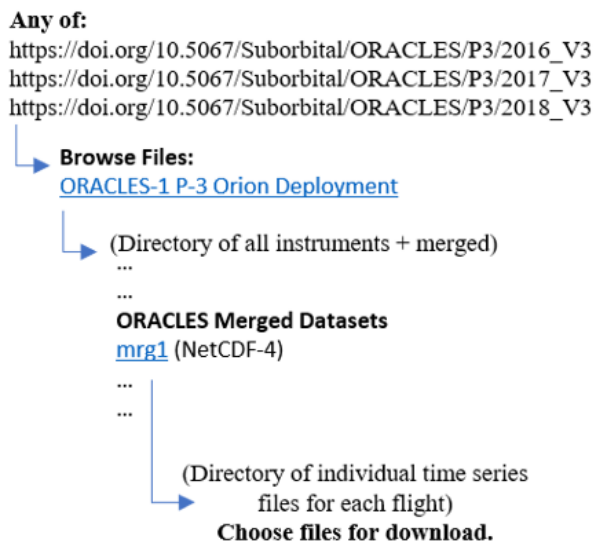 Any of:
https://doi.org/10.5067/Suborbital/ORACLES/P3/2016_V3
https://doi.org/10.5067/Suborbital/ORACLES/P3/2017_V3
https://doi.org/10.5067/Suborbital/ORACLES/P3/2018_V3
Browse Files:
ORACLES-1 P-3 Orion Deployment
(Directory of all instruments + merged)
...
...
ORACLES Merged Datasets
mrg1 (NetCDF-4)
...
...
(Directory of individual time series
files for each flight)
Choose files for download.